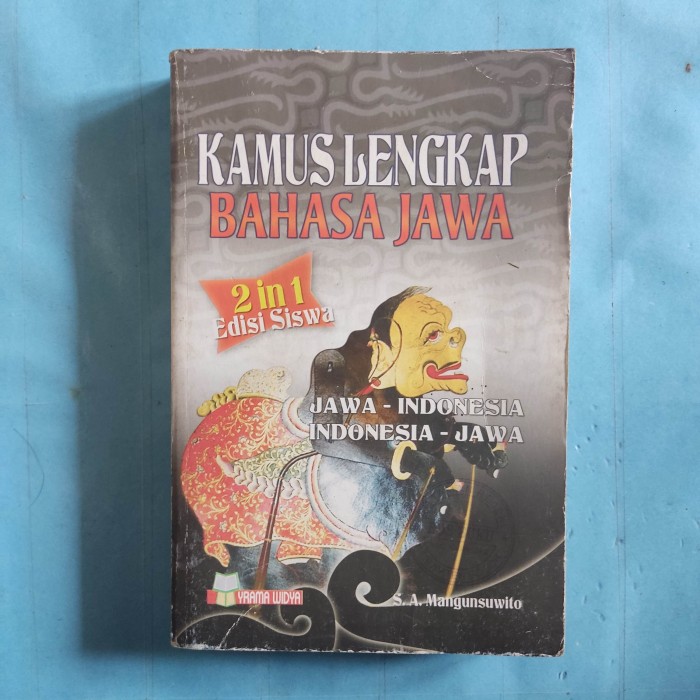 KAMUS LENGKAP
BAHASA JAWA
2 in 1
Edisi Siswa
JAWA - INDONESIA
INDONESIA - JAWA
YRAMA WIDYA
S. A. Mangunsuwito